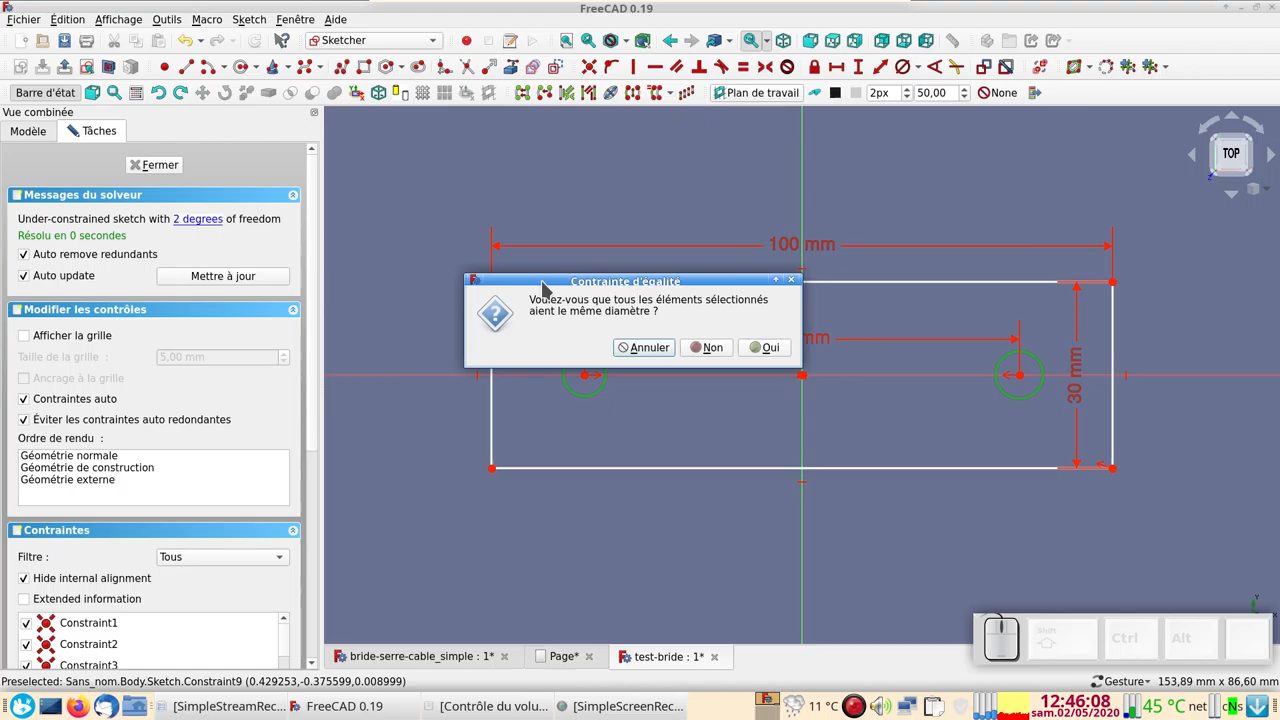 FreeCAD 0.19
Fichier Édition Affichage Outils Macro Sketch Fenêtre Aide
Sketcher
Barre d'état
Plan de travail
2px
50,00
None
Vue combinée
Modèle
Tâches
Fermer
Messages du solveur
Under-constrained sketch with 2 degrees of freedom
Résolu en 0 secondes
Auto remove redundants
Auto update
Mettre à jour
Modifier les contrôles
Afficher la grille
Taille de la grille :
5,00 mm
Ancrage à la grille
Contraintes auto
Éviter les contraintes auto redondantes
Ordre de rendu :
Géométrie normale
Géométrie de construction
Géométrie externe
Contraintes
Filtre :
Tous
Hide internal alignment
Extended information
Constraint1
Constraint2
Constraint3
TOP
100 mm
Contrainte d'égalité
Voulez-vous que tous les éléments sélectionnés
aient le même diamètre ?
Annuler
Non
Oui
mm
30 mm
Y
Z
Shift
Ctrl
Alt
bride-serre-cable_simple : 1*
Page*
test-bride : 1*
Preselected: Sans_nom.Body.Sketch.Constraint9 (0.429253,-0.375599,0.008999)
Gesture
153,89 mm x 86,60 mm
[SimpleStreamRec...
FreeCAD 0.19
[Contrôle du volu...
[SimpleScreenRec...
11 °C
12:46:08
sam.02/05/2020
45 °C
net
cNs